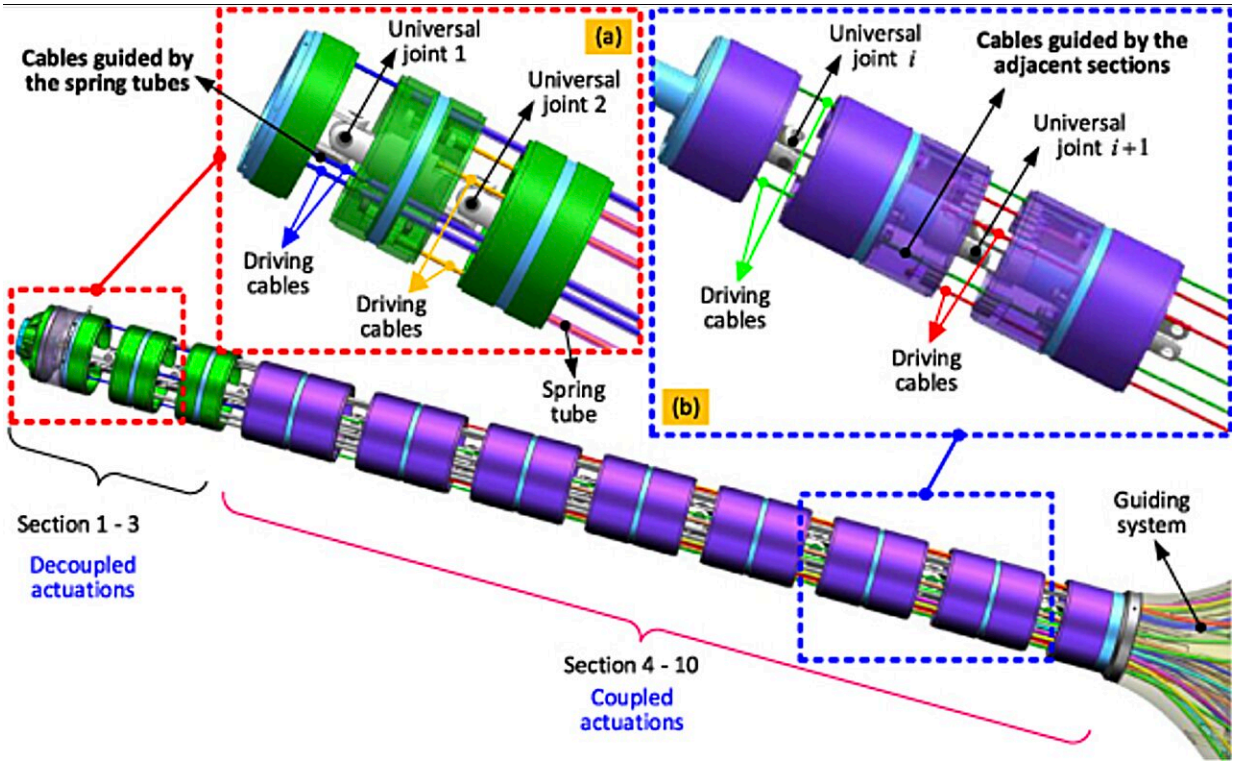 Cables guided by
the spring tubes
Universal
joint 1
(a)
Universal
joint 2
Driving
cables
Driving
cables
Spring
tube
Universal
joint i
Cables guided by the
adjacent sections
Universal
joint i+1
Driving
cables
Driving
cables
(b)
Section 1 - 3
Decoupled
actuations
Section 4 - 10
Coupled
actuations
Guiding
system